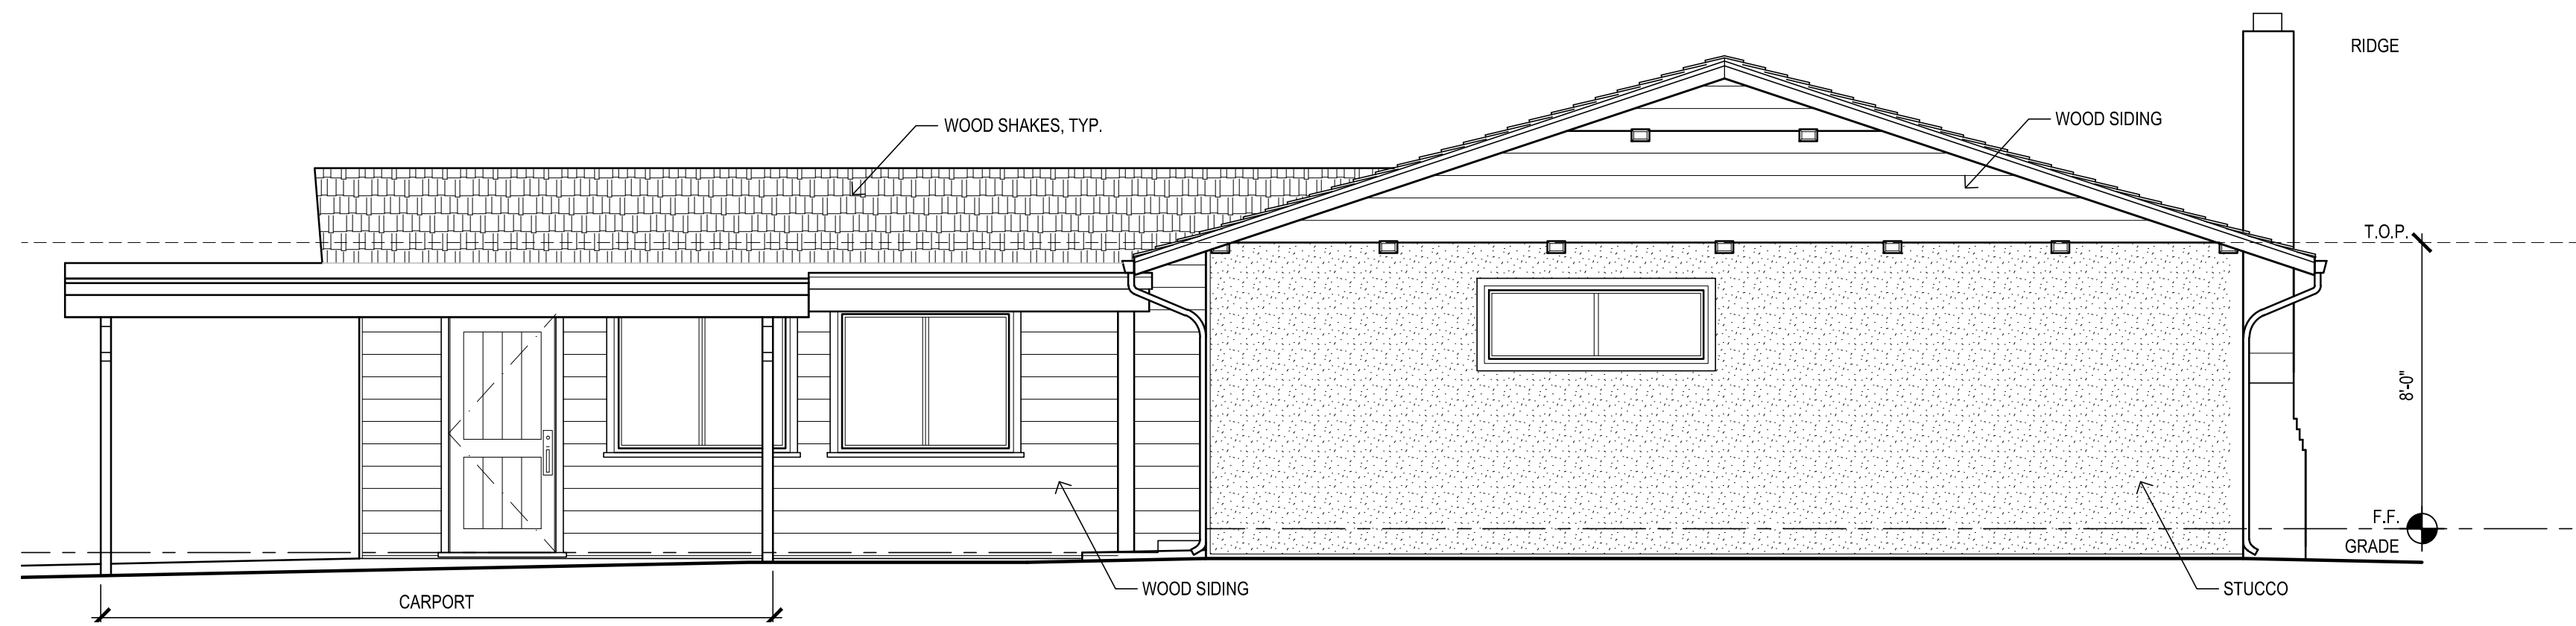 RIDGE
WOOD SHAKES, TYP.
WOOD SIDING
T.O.P.
8'-0"
F.F.
GRADE
WOOD SIDING
STUCCO
CARPORT